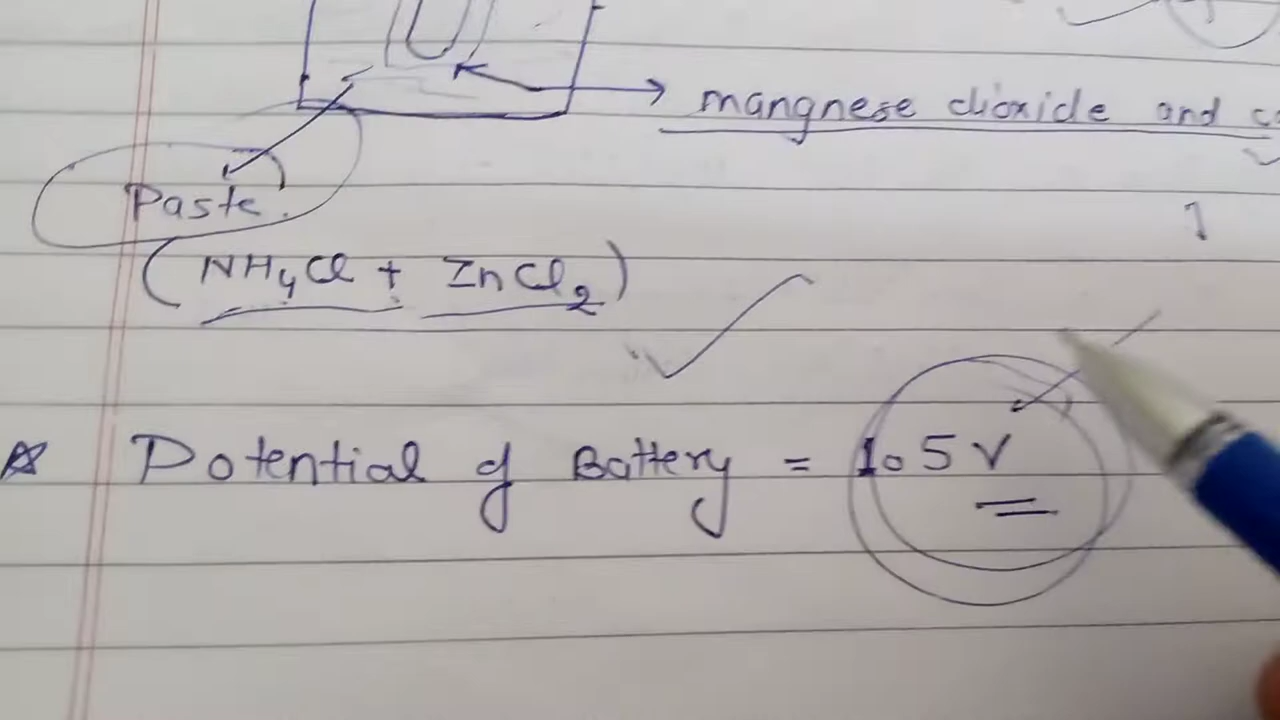 mangnese dioxide and
Paste.
(NH4Cl + ZnCl2)
Potential of Battery = 1.5 V